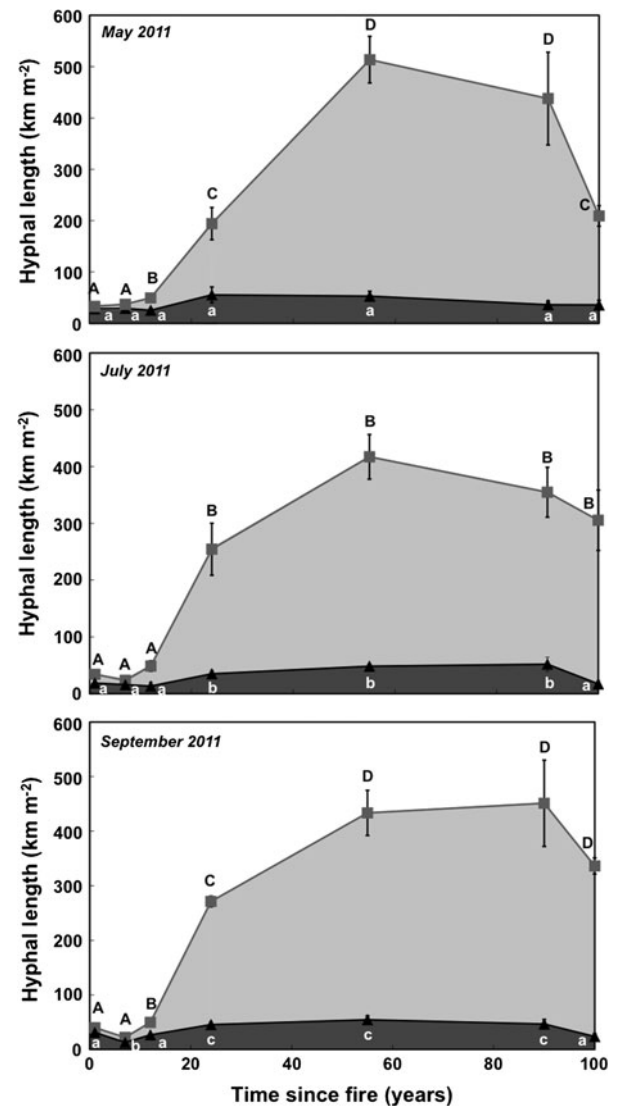 600
May 2011
D
D
500
400
300
C
C
200
100
A
A
B
0
a
a
a
a
a
a
a
Hyphal length (km m-2)
600
July 2011
500
B
400
B
B
B
300
200
100
A
A
A
0
a
a
a
b
b
b
a
Hyphal length (km m-2)
600
September 2011
D
D
500
400
D
C
300
200
100
A
A
B
0
a
b
a
c
c
c
a
Hyphal length (km m-2)
0 20 40 60 80 100
Time since fire (years)